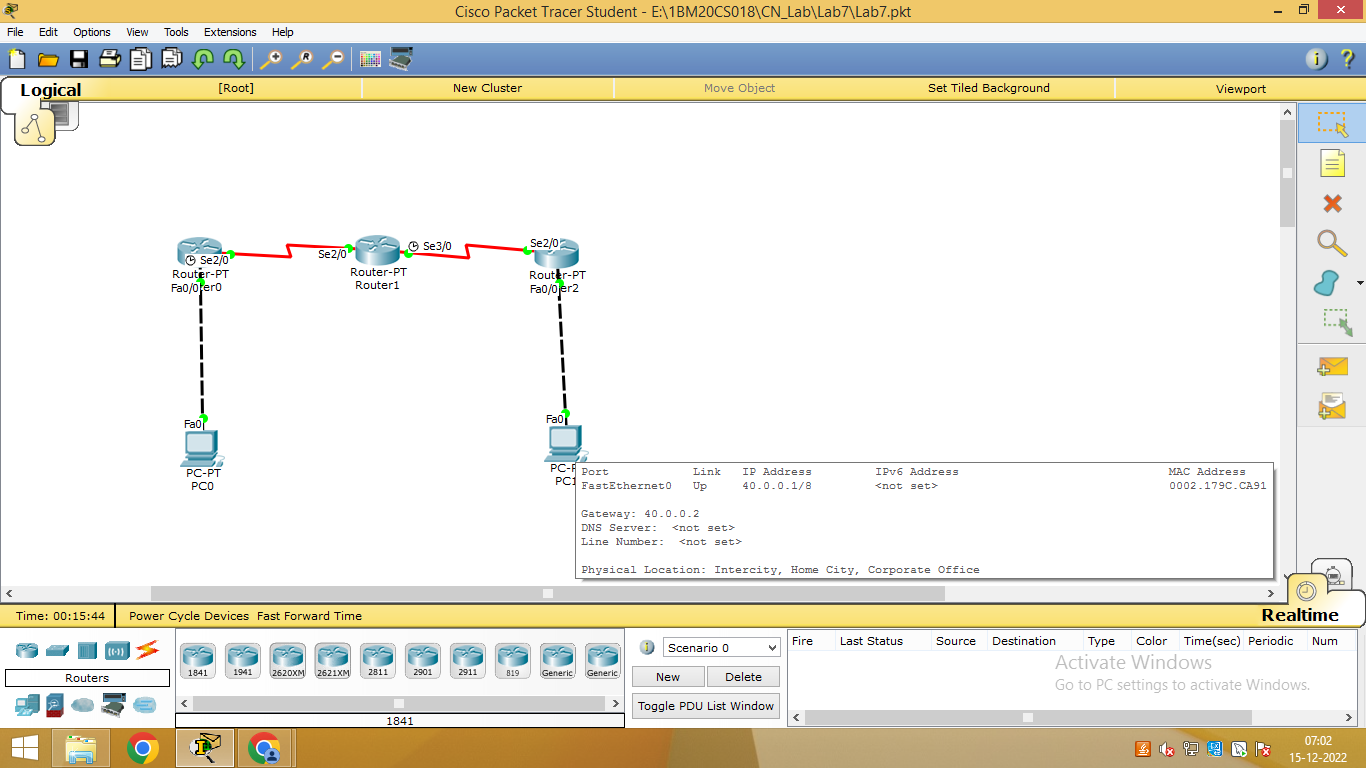 Cisco Packet Tracer Student - E:\1BM20CS018\CN_Lab\Lab7\Lab7.pkt
File Edit Options View Tools Extensions Help
Logical [Root] New Cluster Move Object Set Tiled Background Viewport
Se2/0 Se2/0 Se3/0 Se2/0
Router-PT Router-PT Router-PT
Fa0/0 er0 Router1 Fa0/0 er2
Fa0 Fa0
PC-PT PC-P
PC0 PC1
Port Link IP Address IPv6 Address MAC Address
FastEthernet0 Up 40.0.0.1/8 <not set> 0002.179C.CA91
Gateway: 40.0.0.2
DNS Server: <not set>
Line Number: <not set>
Physical Location: Intercity, Home City, Corporate Office
Time: 00:15:44 Power Cycle Devices Fast Forward Time Realtime
Routers
1841 1941 2620XM 2621XM 2811 2901 2911 819 Generic Generic
1841
Scenario 0
New Delete
Toggle PDU List Window
Fire Last Status Source Destination Type Color Time(sec) Periodic Num
Activate Windows
Go to PC settings to activate Windows.
07:02
15-12-2022